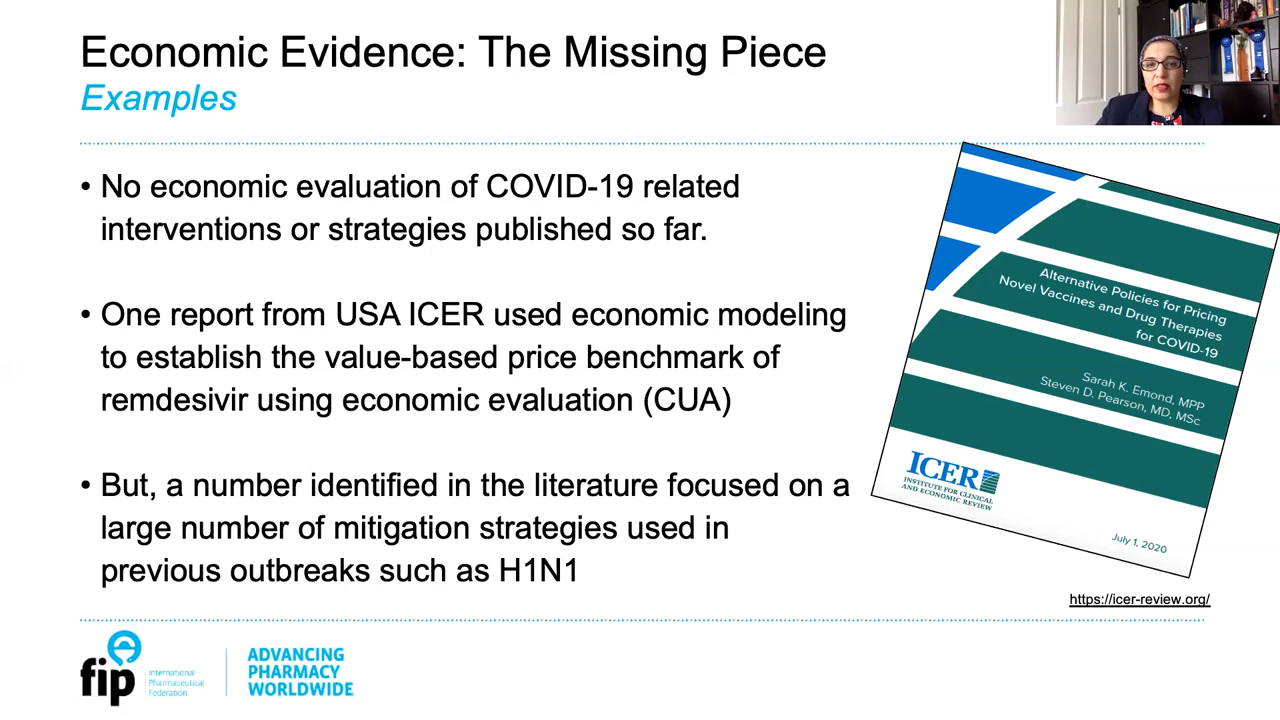 Economic Evidence: The Missing Piece
Examples
• No economic evaluation of COVID-19 related
interventions or strategies published so far.
• One report from USA ICER used economic modeling
to establish the value-based price benchmark of
remdesivir using economic evaluation (CUA)
• But, a number identified in the literature focused on a
large number of mitigation strategies used in
previous outbreaks such as H1N1
Alternative Policies for Pricing
Novel Vaccines and Drug Therapies
for COVID-19
Sarah K. Emond, MPP
Steven D. Pearson, MD, MSc
ICER
INSTITUTE FOR CLINICAL
AND ECONOMIC REVIEW
July 1, 2020
https://icer-review.org/
fip
International
Pharmaceutical
Federation
ADVANCING
PHARMACY
WORLDWIDE